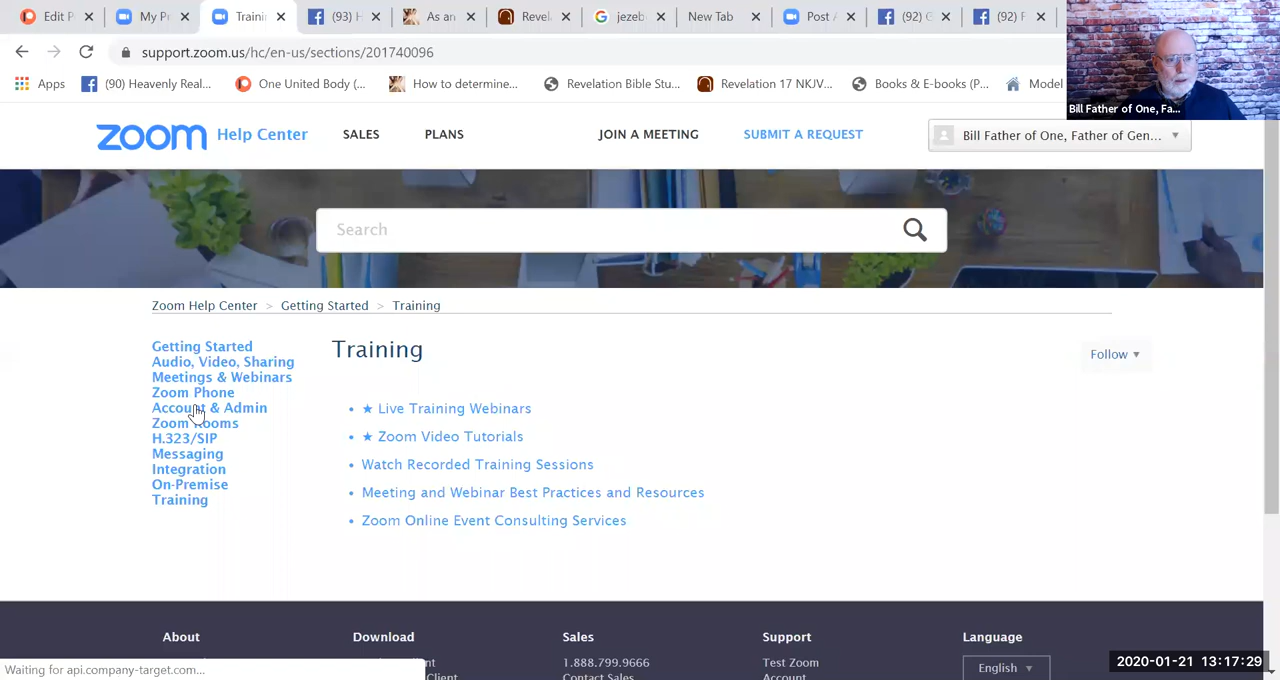 Edit P
My Pr
Trainin
(93) H
As an
Revel
jezeb
New Tab
Post A
(92) G
(92) F
support.zoom.us/hc/en-us/sections/201740096
Apps
(90) Heavenly Real...
One United Body (...
How to determine...
Revelation Bible Stu...
Revelation 17 NKJV...
Books & E-books (P...
Model
Bill Father of One, Fa...
zoom Help Center
SALES
PLANS
JOIN A MEETING
SUBMIT A REQUEST
Bill Father of One, Father of Gen...
Search
Zoom Help Center > Getting Started > Training
Getting Started
Audio, Video, Sharing
Meetings & Webinars
Zoom Phone
Account & Admin
Zoom Rooms
H.323/SIP
Messaging
Integration
On-Premise
Training
Training
Follow
• ★ Live Training Webinars
• ★ Zoom Video Tutorials
• Watch Recorded Training Sessions
• Meeting and Webinar Best Practices and Resources
• Zoom Online Event Consulting Services
About
Download
Client
Sales
1.888.799.9666
Contact Sales
Support
Test Zoom
Account
Language
English
Waiting for api.company-target.com...
2020-01-21 13:17:29